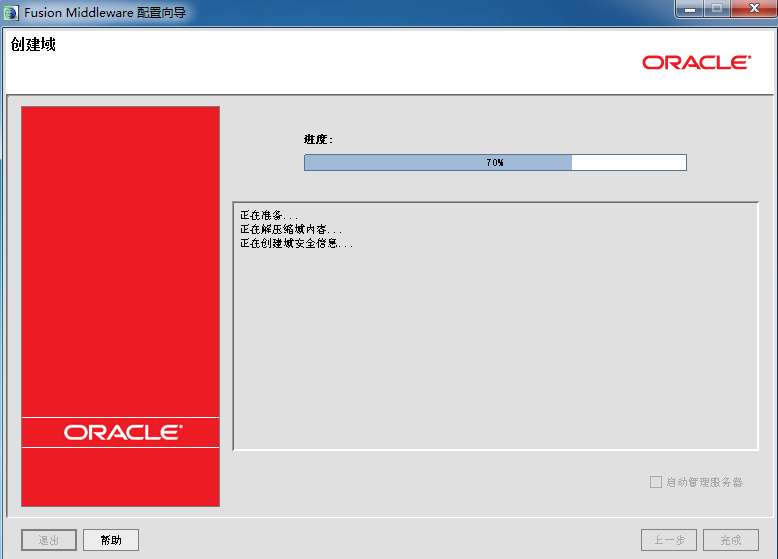 Fusion Middleware 配置向导
创建域
ORACLE
进度:
70%
正在准备...
正在解压缩域内容...
正在创建域安全信息...
ORACLE
启动管理服务器
退出
帮助
上一步
完成